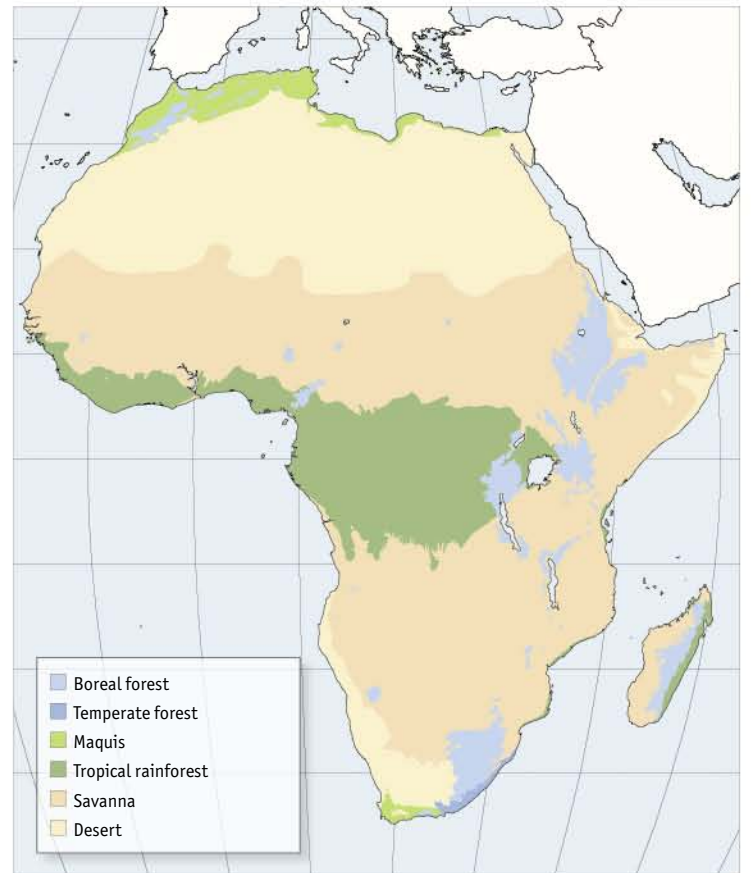 Boreal forest
Temperate forest
Maquis
Tropical rainforest
Savanna
Desert